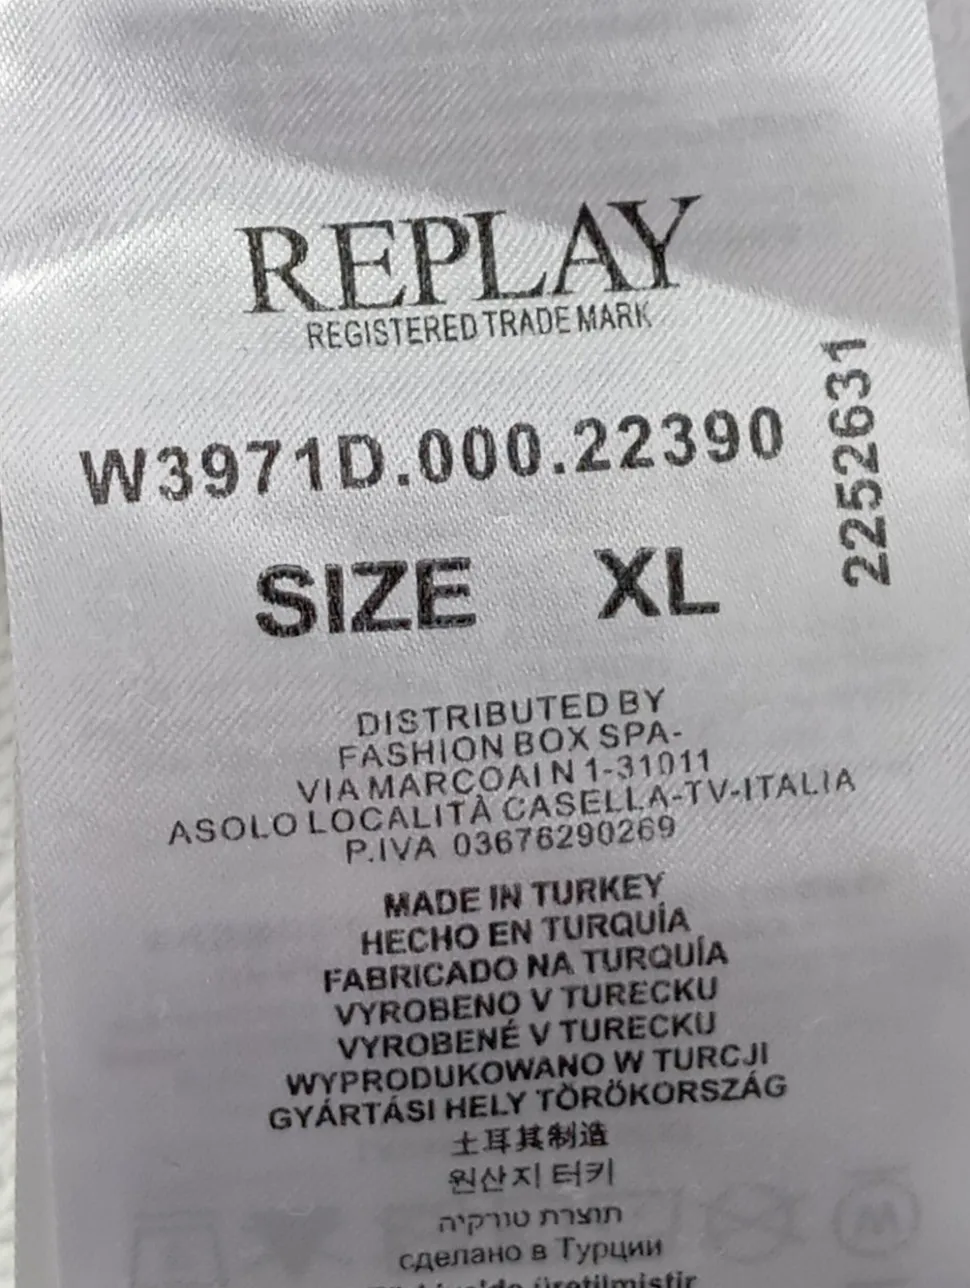 REPLAY
REGISTERED TRADE MARK
W3971D.000.22390
2252631
SIZE XL
DISTRIBUTED BY
FASHION BOX SPA-
VIA MARCOAI N 1-31011
ASOLO LOCALITÀ CASELLA-TV-ITALIA
P.IVA 03676290269
MADE IN TURKEY
HECHO EN TURQUÍA
FABRICADO NA TURQUÍA
VYROBENO V TURECKU
VYROBENÉ V TURECKU
WYPRODUKOWANO W TURCJI
GYÁRTÁSI HELY TÖRÖKORSZÁG
土耳其制造
원산지 터키
תוצרת טורקיה
сделано в Турции
üretilmiştir